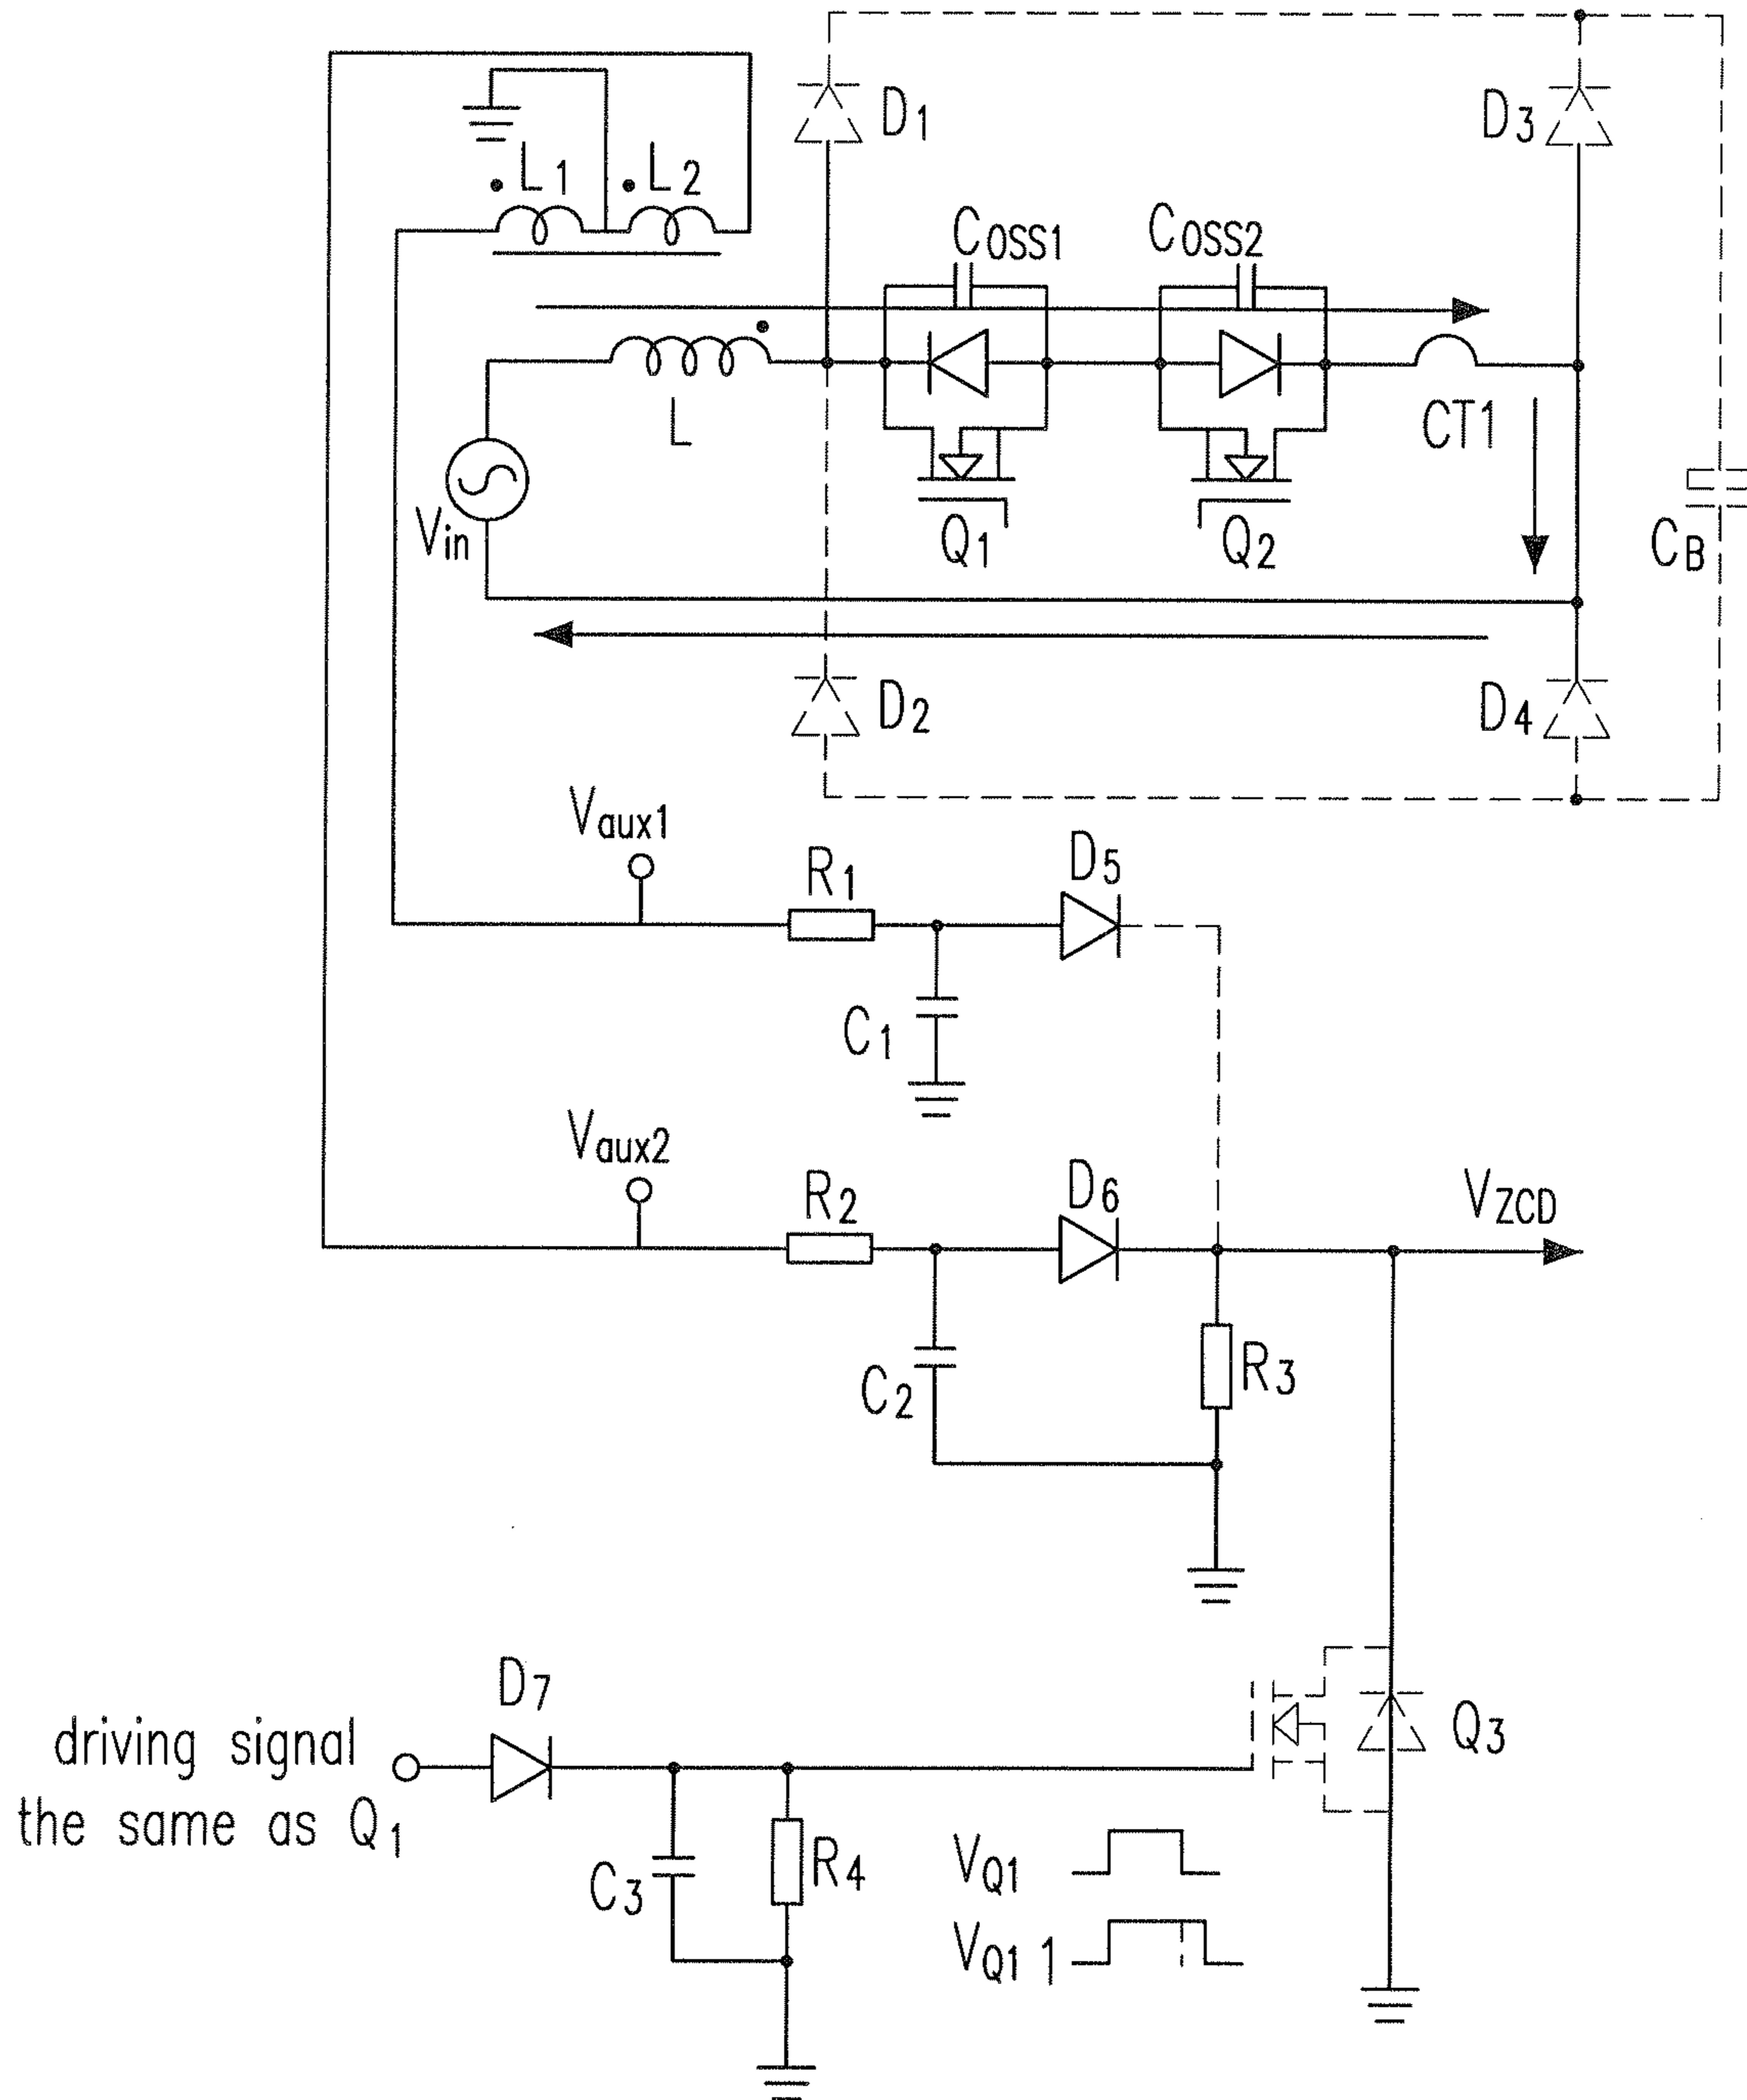 D1
D3
L1
L2
COSS1
COSS2
L
CT1
Vin
Q1
Q2
CB
D2
D4
Vaux1
R1
D5
C1
Vaux2
R2
D6
VZCD
C2
R3
D7
Q3
driving signal
the same as Q1
C3
R4
VQ1
VQ1 1